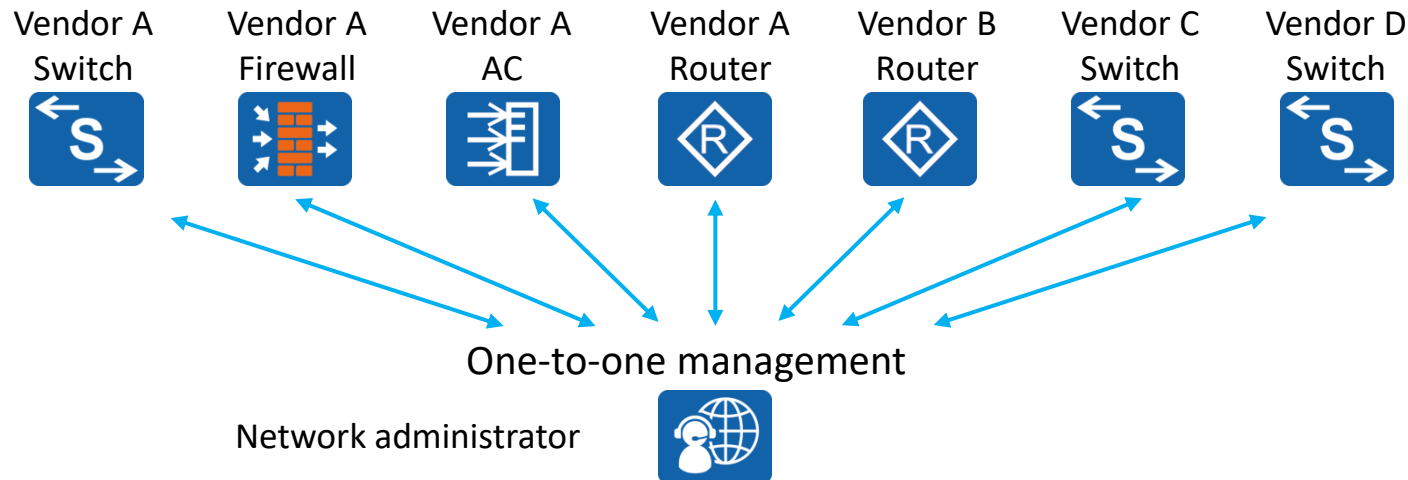 Vendor A Vendor A Vendor A Vendor A Vendor B Vendor C Vendor D
Switch Firewall AC Router Router Switch Switch
S R R S S
One-to-one management
Network administrator